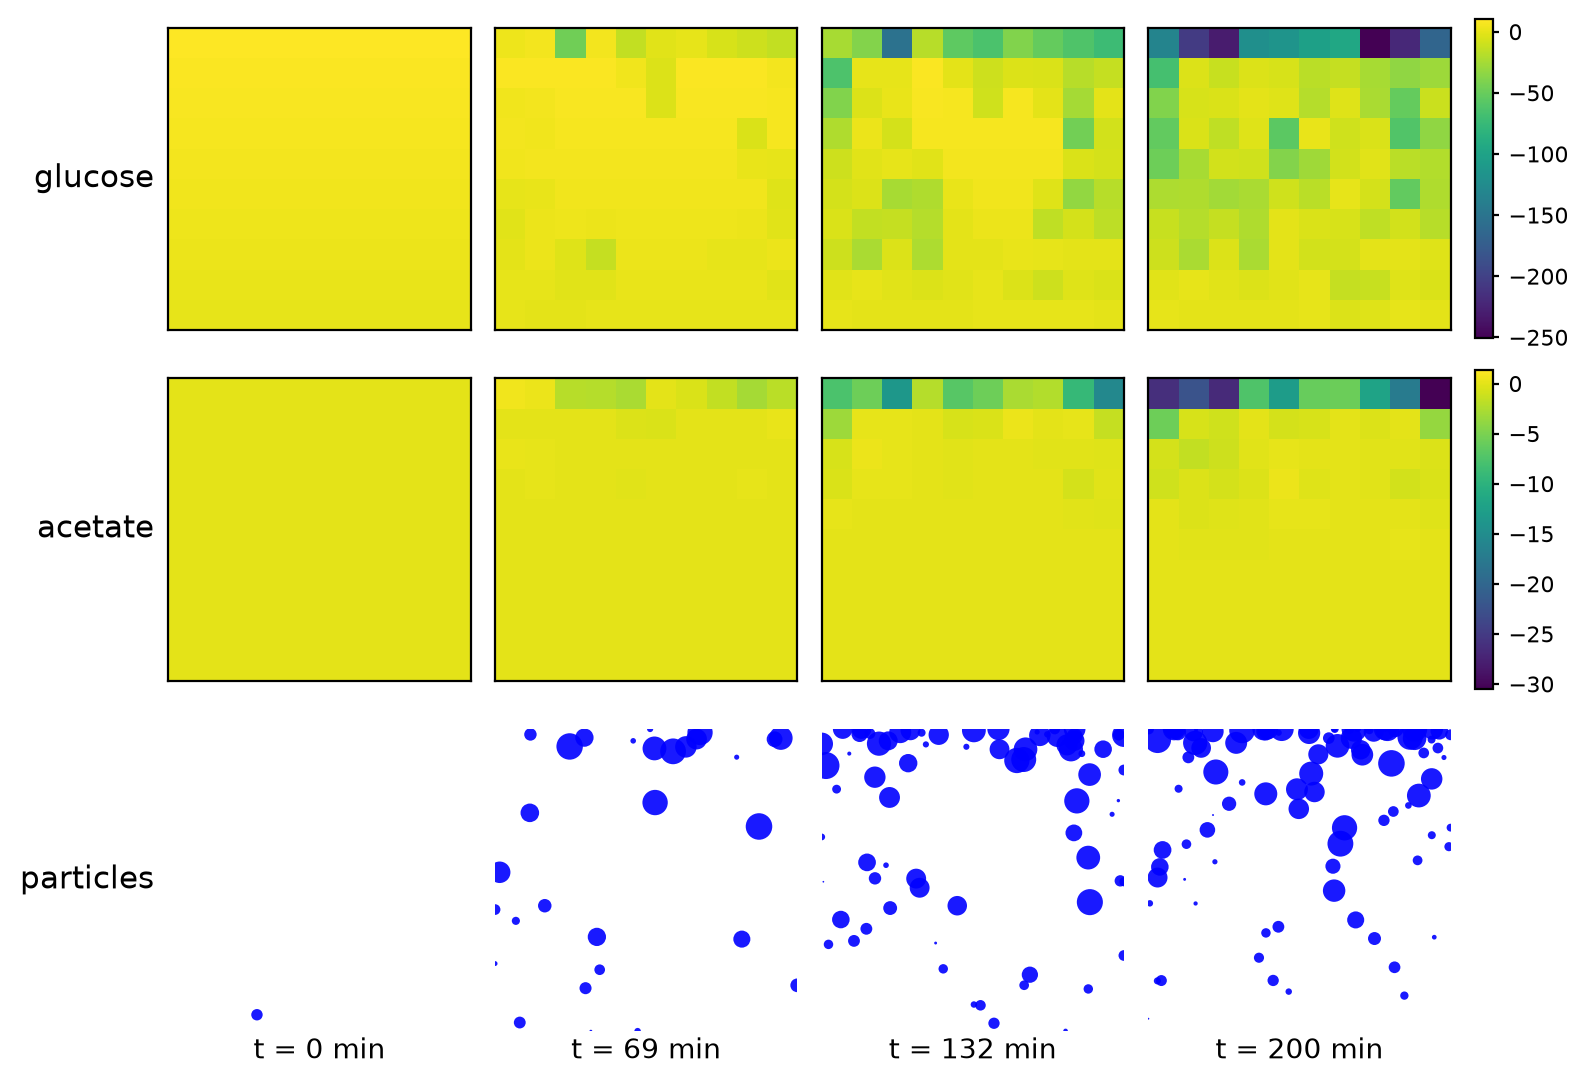 glucose
0
−50
−100
−150
−200
−250
acetate
0
−5
−10
−15
−20
−25
−30
particles
t = 0 min
t = 69 min
t = 132 min
t = 200 min